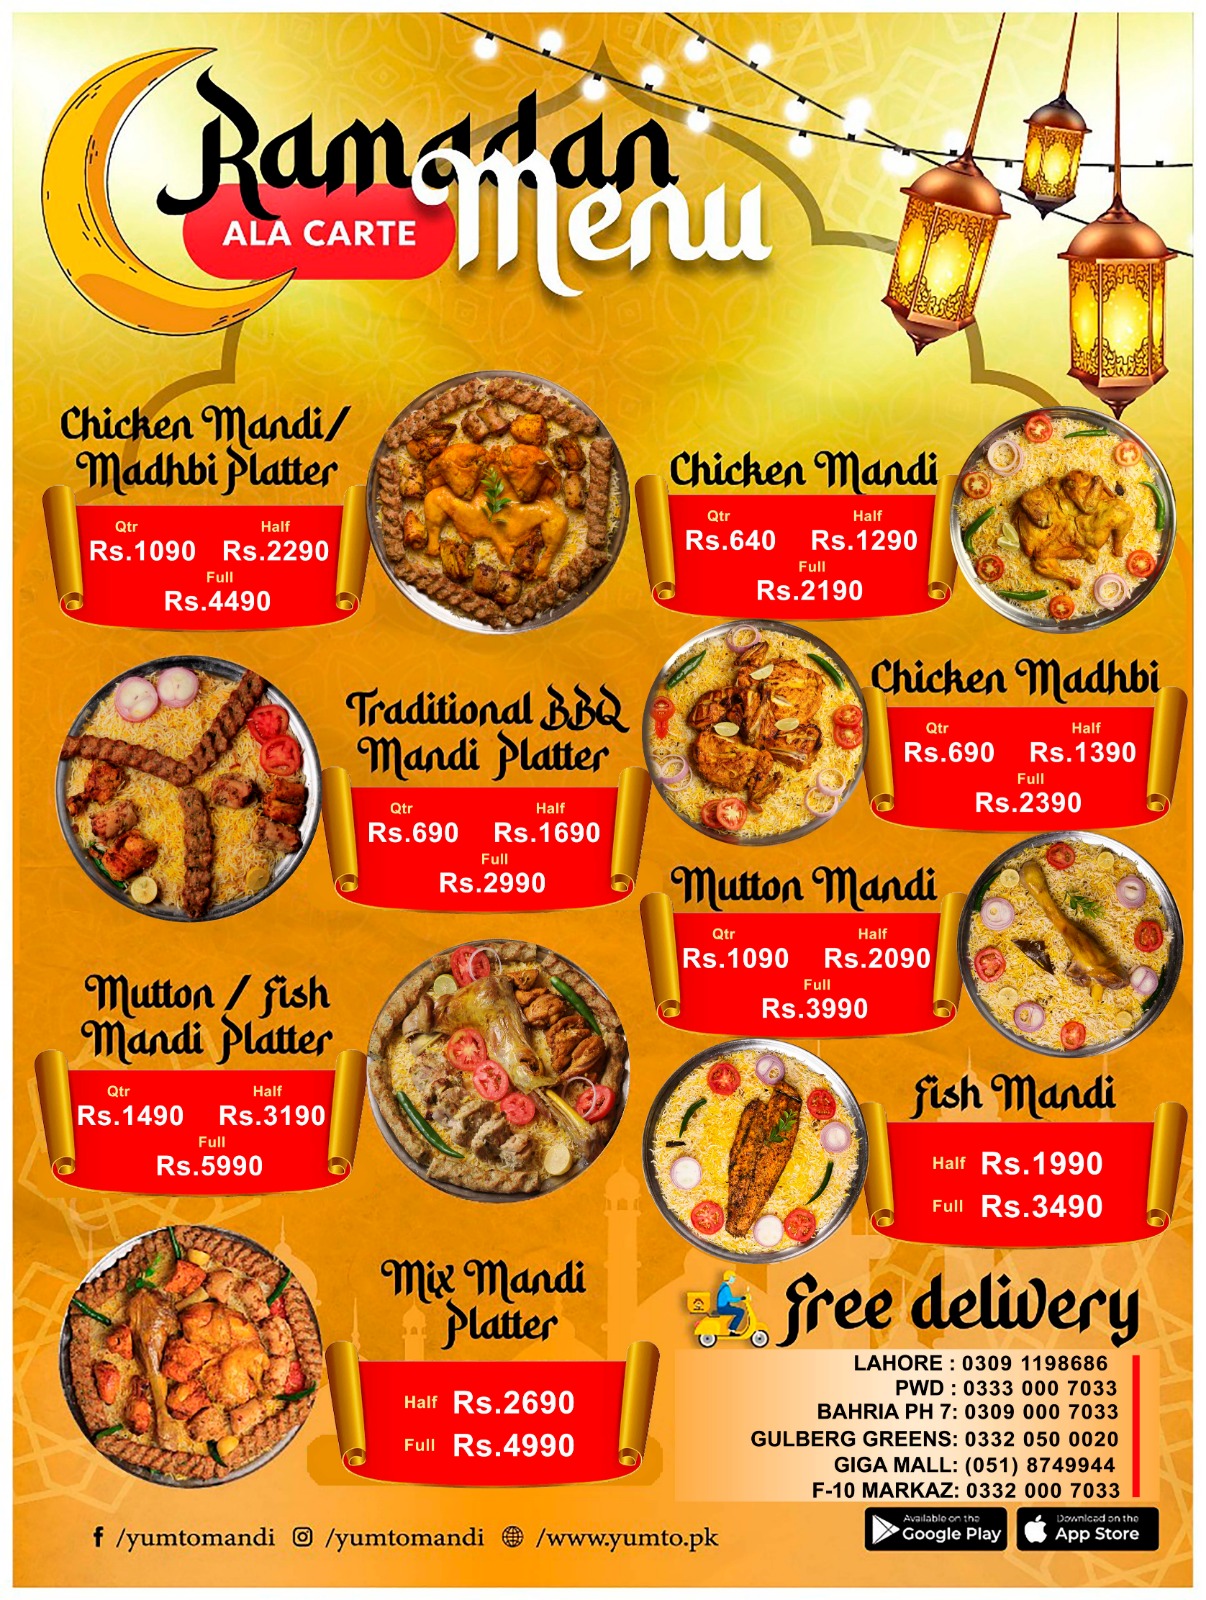 Ramadan
ALA CARTE
Menu
Chicken Mandi/
Madhbi Platter
Qtr Half
Rs.1090 Rs.2290
Full
Rs.4490
Chicken Mandi
Qtr Half
Rs.640 Rs.1290
Full
Rs.2190
Traditional BBQ
Mandi Platter
Qtr Half
Rs.690 Rs.1690
Full
Rs.2990
Chicken Madhbi
Qtr Half
Rs.690 Rs.1390
Full
Rs.2390
Mutton Mandi
Qtr Half
Rs.1090 Rs.2090
Full
Rs.3990
Mutton / Fish
Mandi Platter
Qtr Half
Rs.1490 Rs.3190
Full
Rs.5990
Fish Mandi
Half Rs.1990
Full Rs.3490
Mix Mandi
Platter
Half Rs.2690
Full Rs.4990
Free delivery
LAHORE : 0309 1198686
PWD : 0333 000 7033
BAHRIA PH 7: 0309 000 7033
GULBERG GREENS: 0332 050 0020
GIGA MALL: (051) 8749944
F-10 MARKAZ: 0332 000 7033
f /yumtomandi /yumtomandi /www.yumto.pk
Available on the
Google Play
Download on the
App Store